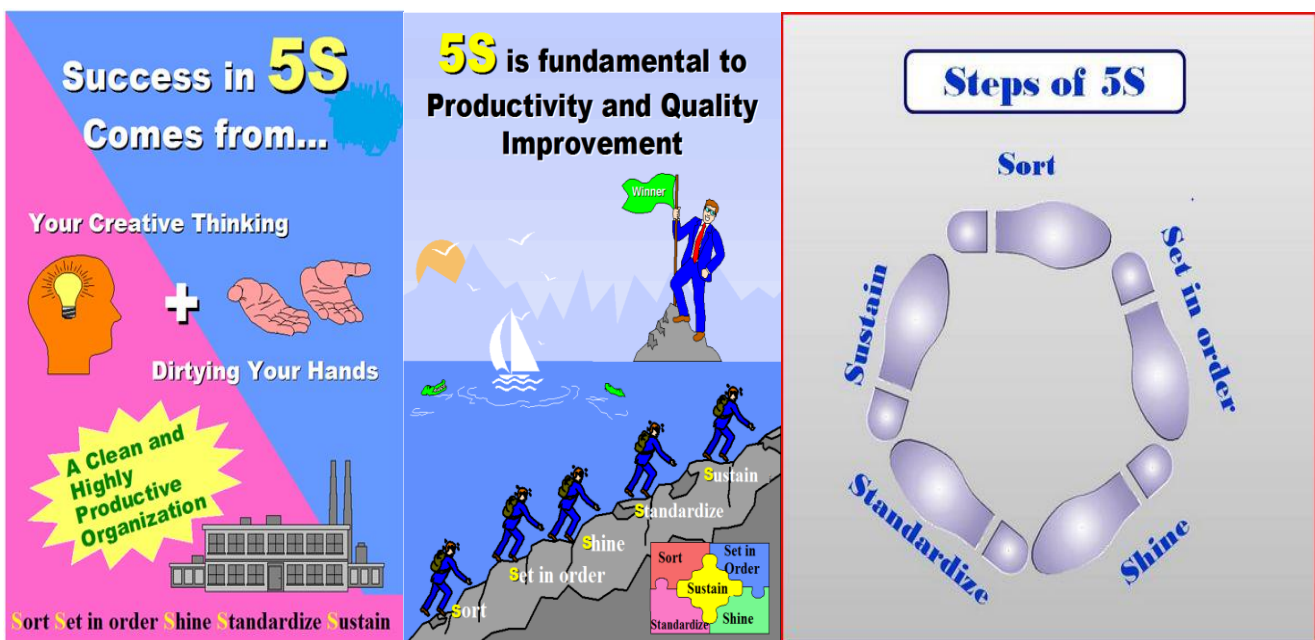 Success in 5S
Comes from...
Your Creative Thinking
+
Dirtying Your Hands
A Clean and
Highly
Productive
Organization
Sort Set in order Shine Standardize Sustain
5S is fundamental to
Productivity and Quality
Improvement
Winner
Sustain
Standardize
Shine
Set in order
Sort
Sort
Set in
Order
Sustain
Standardize
Shine
Steps of 5S
Sort
Set in order
Shine
Standardize
Sustain